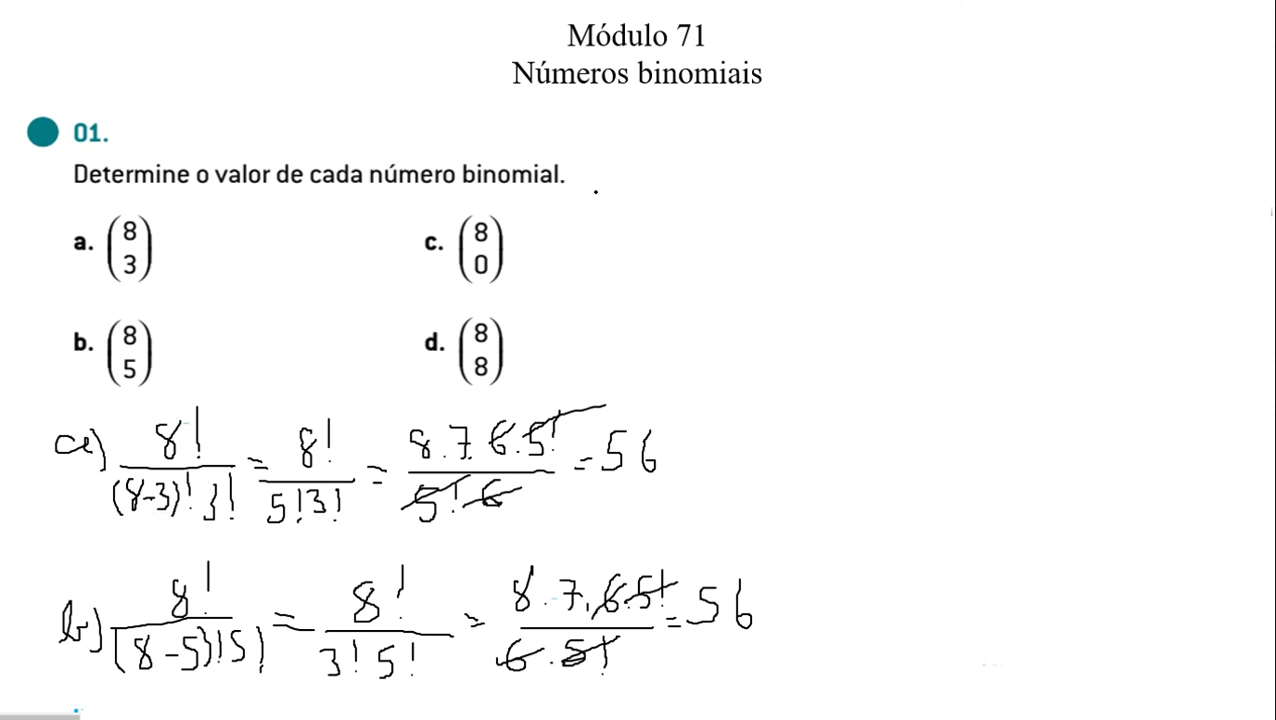 Módulo 71
Números binomiais
01.
Determine o valor de cada número binomial.
a. (8 3) c. (8 0)
b. (8 5) d. (8 8)
a) 8!/((8-3)! 3!) = 8!/(5!3!) = 8.7.6.5!/(5!6) = 56
b) 8!/((8-5)!5!) = 8!/(3!5!) = 8.7.6.5!/(6.5!) = 56